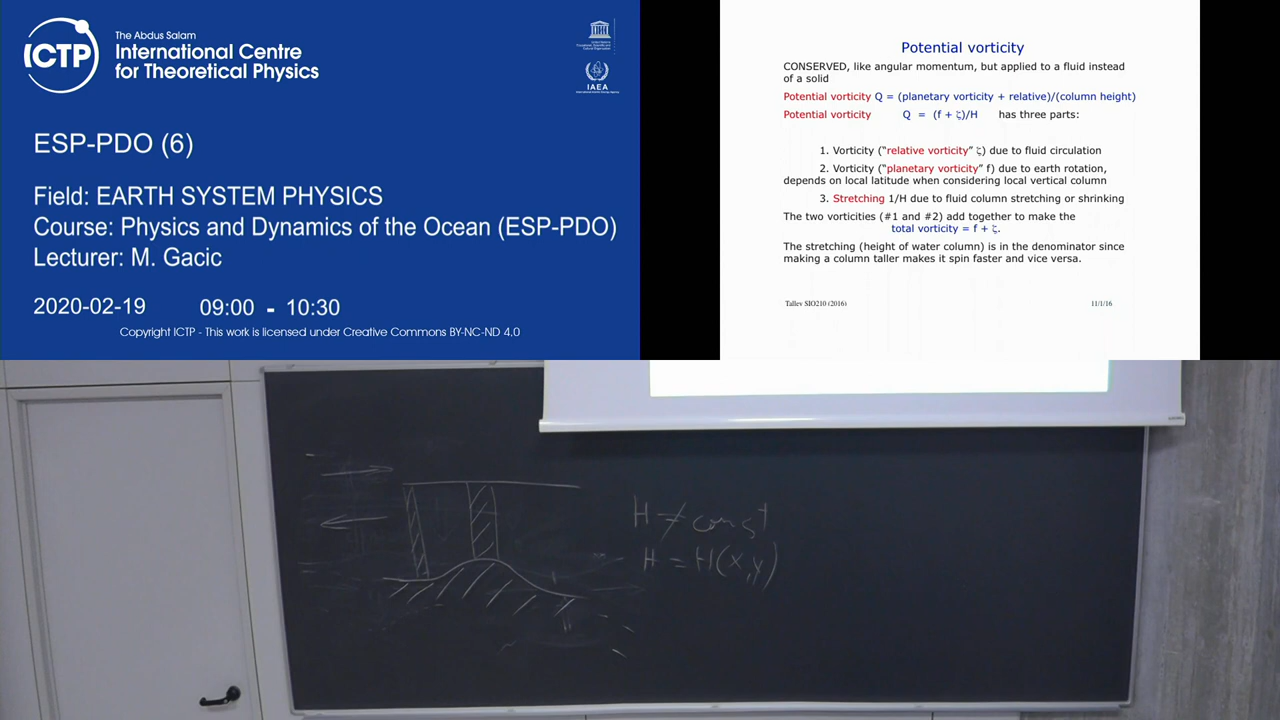 The Abdus Salam
ICTP
International Centre
for Theoretical Physics
IAEA
ESP-PDO (6)
Field: EARTH SYSTEM PHYSICS
Course: Physics and Dynamics of the Ocean (ESP-PDO)
Lecturer: M. Gacic
2020-02-19 09:00 - 10:30
Copyright ICTP - This work is licensed under Creative Commons BY-NC-ND 4.0
Potential vorticity
CONSERVED, like angular momentum, but applied to a fluid instead
of a solid
Potential vorticity Q = (planetary vorticity + relative)/(column height)
Potential vorticity Q = (f + ζ)/H has three parts:
1. Vorticity ("relative vorticity" ζ) due to fluid circulation
2. Vorticity ("planetary vorticity" f) due to earth rotation,
depends on local latitude when considering local vertical column
3. Stretching 1/H due to fluid column stretching or shrinking
The two vorticities (#1 and #2) add together to make the
total vorticity = f + ζ.
The stretching (height of water column) is in the denominator since
making a column taller makes it spin faster and vice versa.
Talley SIO210 (2016) 11/1/16
H ≠ const
H = H(x,y)